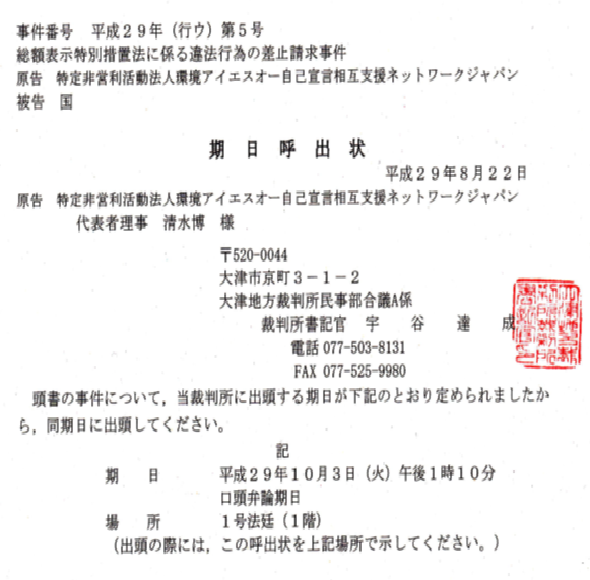 事件番号　平成２９年（行ウ）第５号
総額表示特別措置法に係る違法行為の差止請求事件
原告　特定非営利活動法人環境アイエスオー自己宣言相互支援ネットワークジャパン
被告　国
期　日　呼　出　状
平成２９年８月２２日
原告　特定非営利活動法人環境アイエスオー自己宣言相互支援ネットワークジャパン
代表者理事　清水博　様
〒520-0044
大津市京町３－１－２
大津地方裁判所民事部合議A係
裁判所書記官　宇　谷　達　成
電話 077-503-8131
FAX 077-525-9980
頭書の事件について，当裁判所に出頭する期日が下記のとおり定められましたか
ら，同期日に出頭してください。
記
期　日　平成２９年１０月３日（火）午後１時１０分
口頭弁論期日
場　所　１号法廷（１階）
（出頭の際には，この呼出状を上記場所で示してください。）